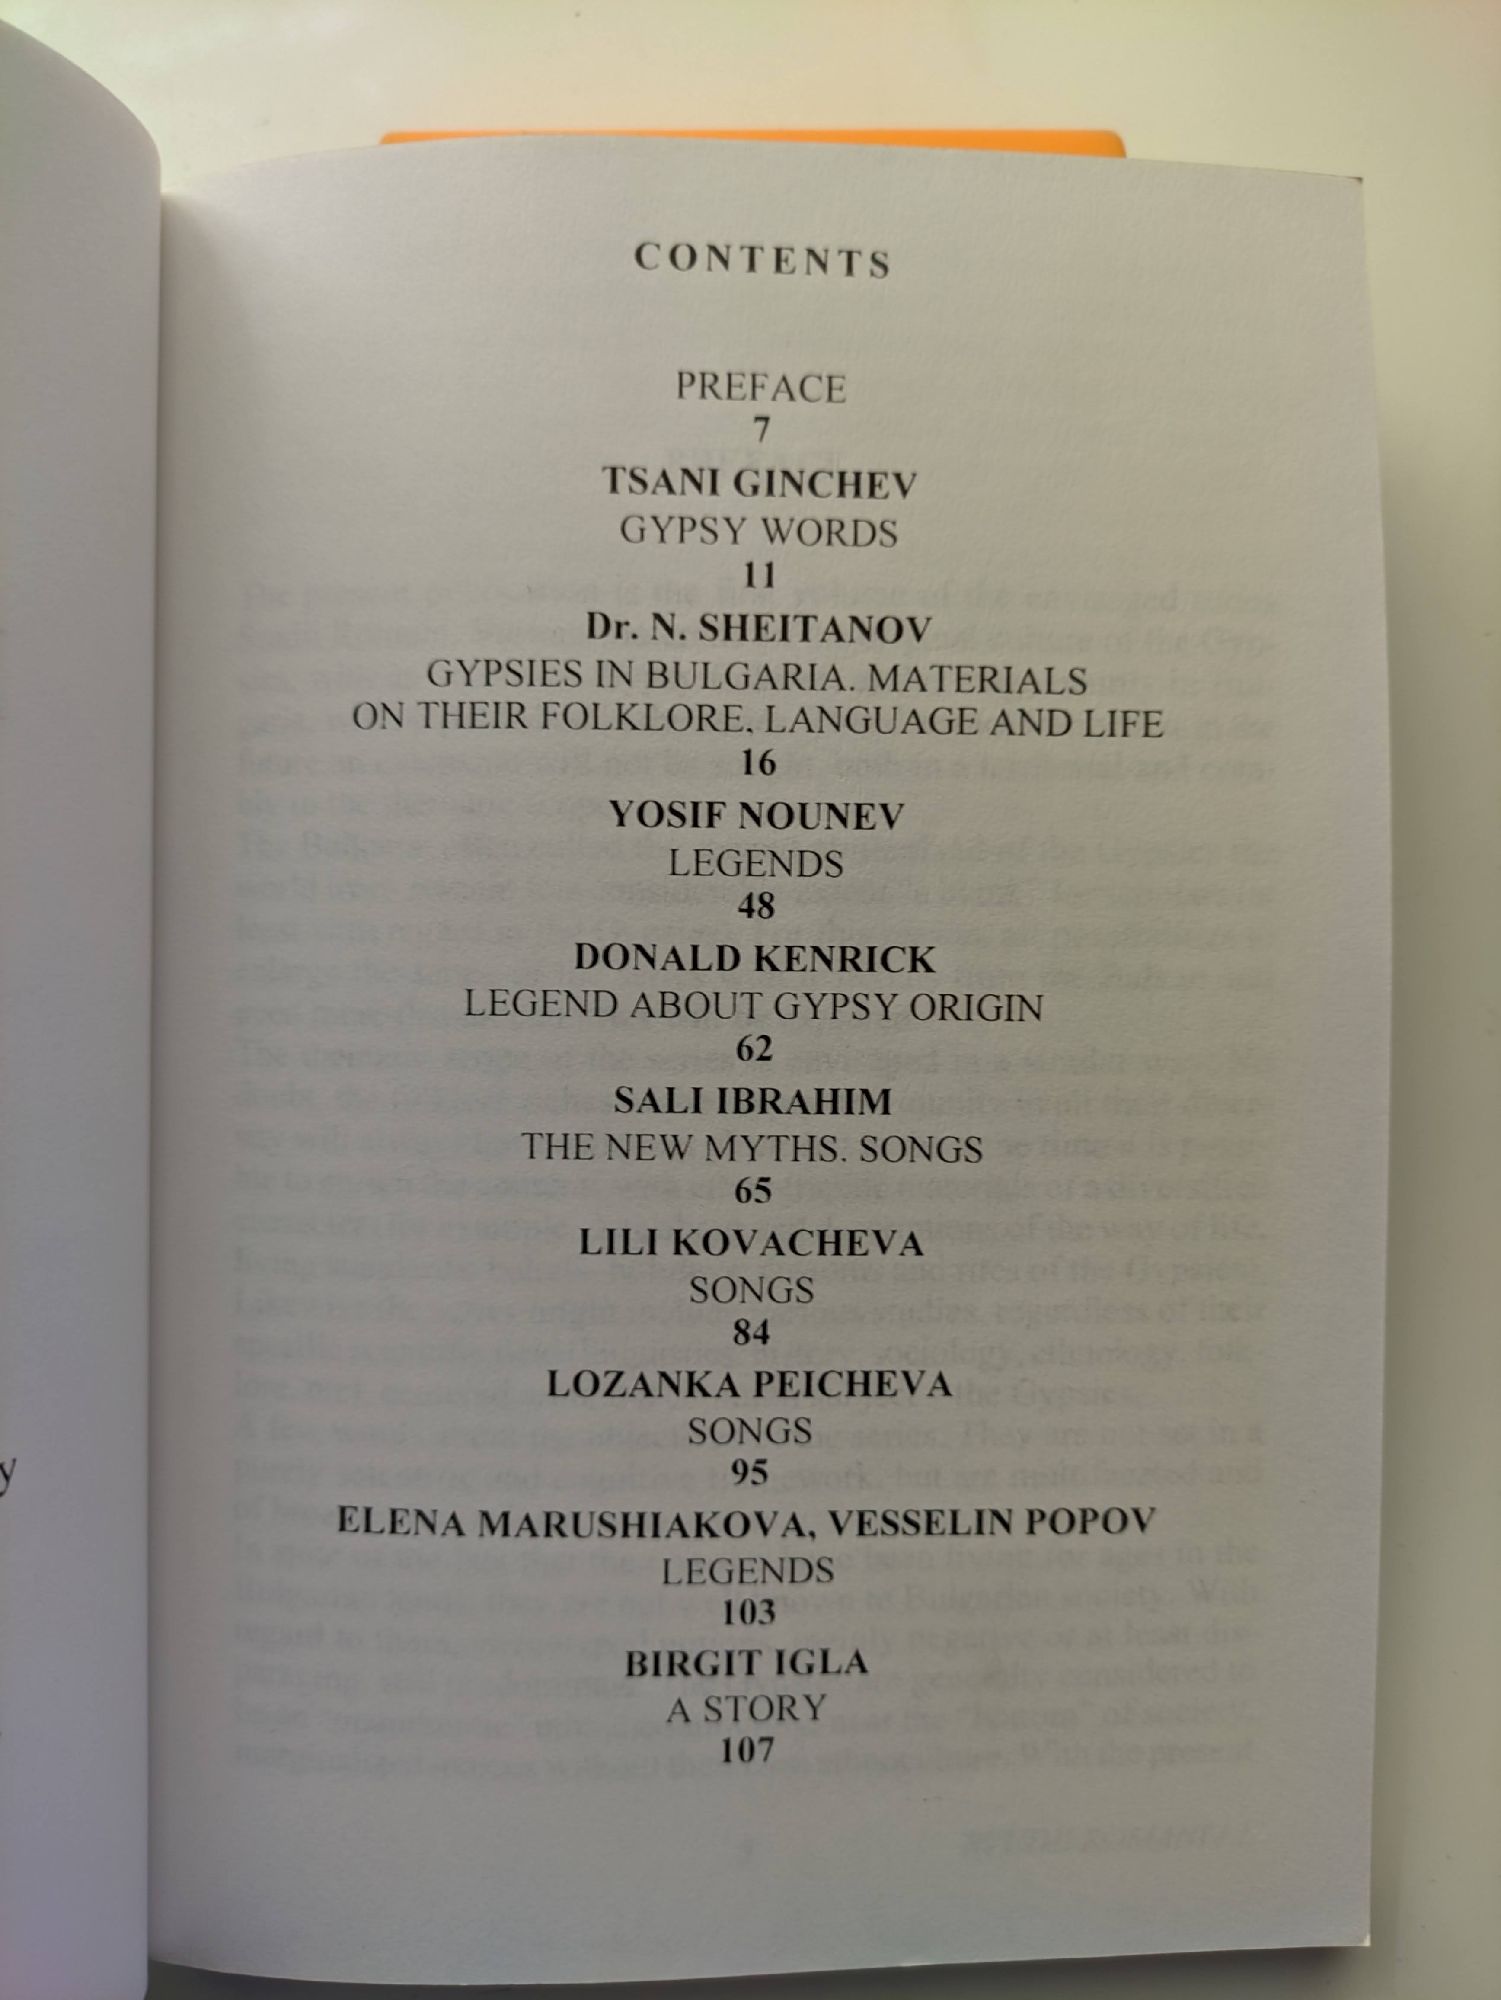 CONTENTS
PREFACE
7
TSANI GINCHEV
GYPSY WORDS
11
Dr. N. SHEITANOV
GYPSIES IN BULGARIA. MATERIALS
ON THEIR FOLKLORE, LANGUAGE AND LIFE
16
YOSIF NOUNEV
LEGENDS
48
DONALD KENRICK
LEGEND ABOUT GYPSY ORIGIN
62
SALI IBRAHIM
THE NEW MYTHS. SONGS
65
LILI KOVACHEVA
SONGS
84
LOZANKA PEICHEVA
SONGS
95
ELENA MARUSHIAKOVA, VESSELIN POPOV
LEGENDS
103
BIRGIT IGLA
A STORY
107